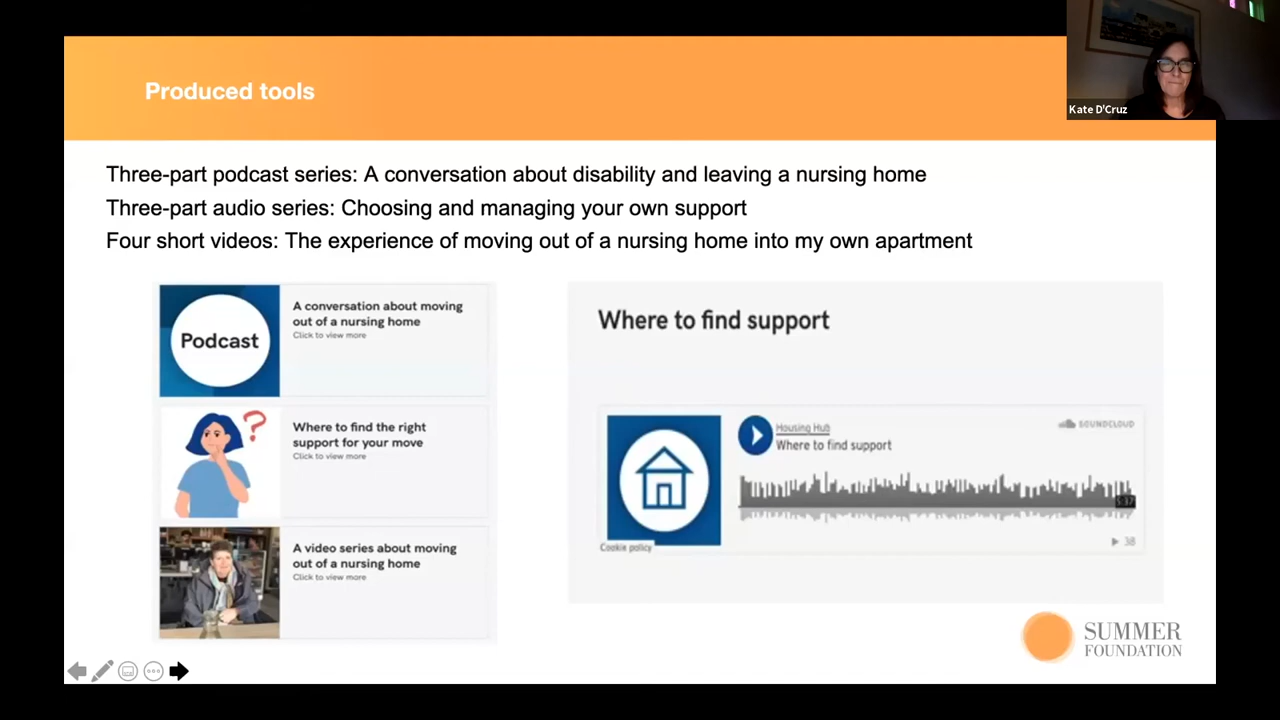 Produced tools
Kate D'Cruz
Three-part podcast series: A conversation about disability and leaving a nursing home
Three-part audio series: Choosing and managing your own support
Four short videos: The experience of moving out of a nursing home into my own apartment
Podcast
A conversation about moving
out of a nursing home
Click to view more
Where to find the right
support for your move
Click to view more
A video series about moving
out of a nursing home
Click to view more
Where to find support
Housing Hub
Where to find support
SOUNDCLOUD
5:37
Cookie policy
38
SUMMER
FOUNDATION